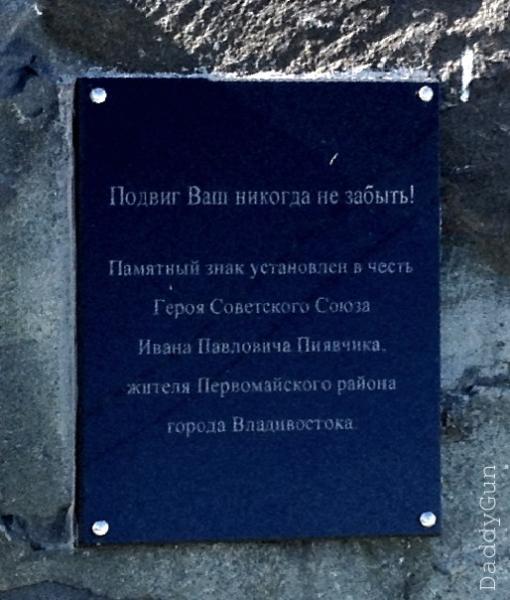 Подвиг Ваш никогда не забыть!
Памятный знак установлен в честь
Героя Советского Союза
Ивана Павловича Пиявчика,
жителя Первомайского района
города Владивостока.
DaddyGun